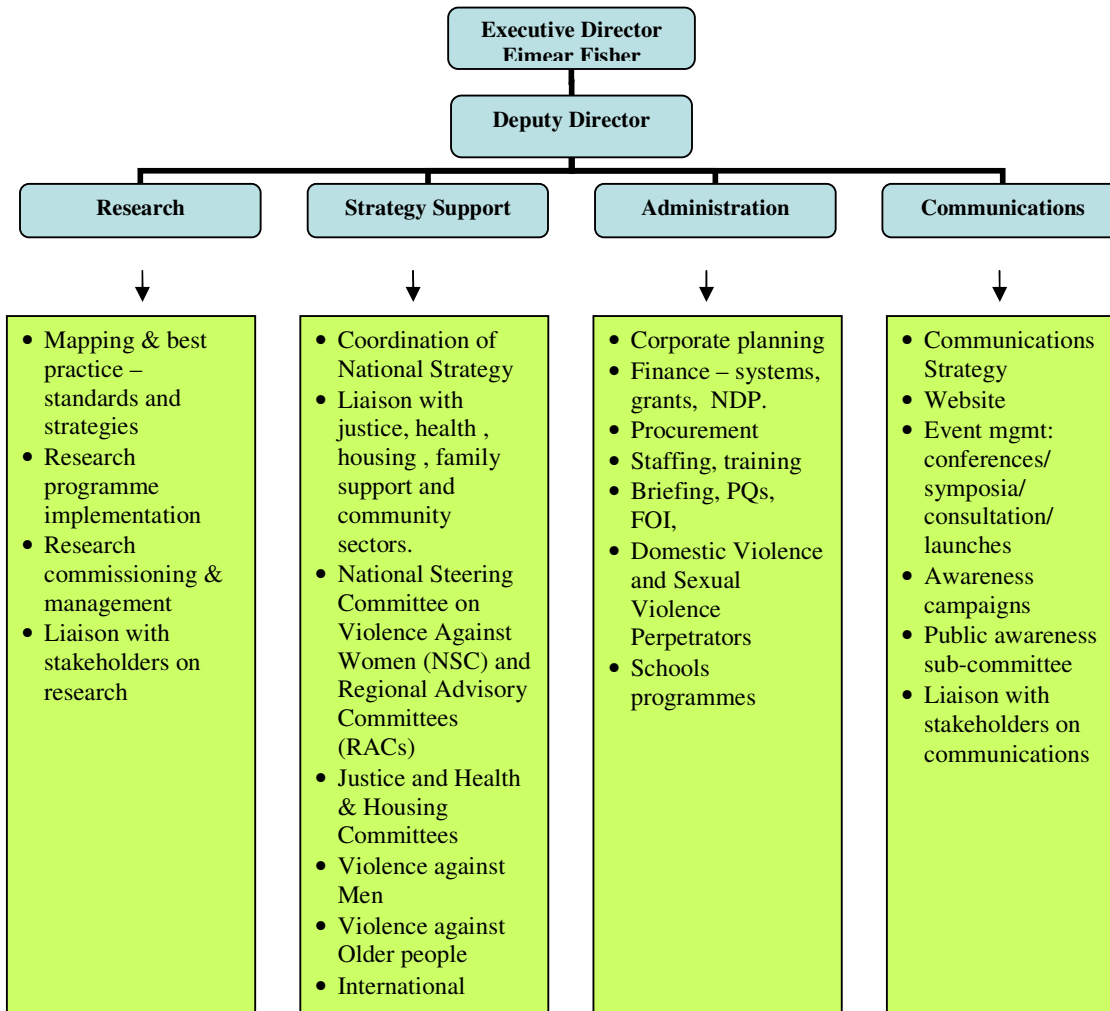 Executive Director
Eimear Fisher
Deputy Director
Research
Strategy Support
Administration
Communications
• Mapping & best
practice –
standards and
strategies
• Research
programme
implementation
• Research
commissioning &
management
• Liaison with
stakeholders on
research
• Coordination of
National Strategy
• Liaison with
justice, health ,
housing , family
support and
community
sectors.
• National Steering
Committee on
Violence Against
Women (NSC) and
Regional Advisory
Committees
(RACs)
• Justice and Health
& Housing
Committees
• Violence against
Men
• Violence against
Older people
• International
• Corporate planning
• Finance – systems,
grants, NDP.
• Procurement
• Staffing, training
• Briefing, PQs,
FOI,
• Domestic Violence
and Sexual
Violence
Perpetrators
• Schools
programmes
• Communications
Strategy
• Website
• Event mgmt:
conferences/
symposia/
consultation/
launches
• Awareness
campaigns
• Public awareness
sub-committee
• Liaison with
stakeholders on
communications